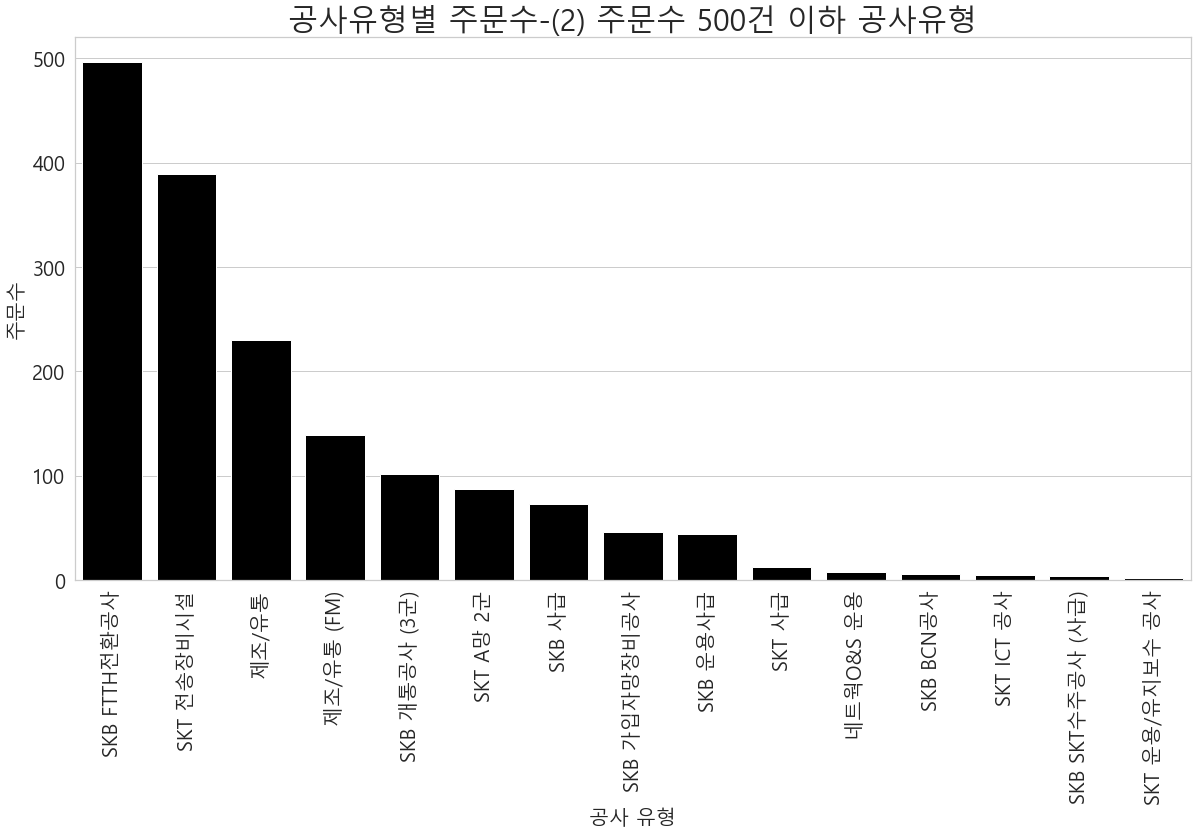 공사유형별 주문수-(2) 주문수 500건 이하 공사유형
주문수
500
400
300
200
100
0
SKB FTTH전환공사
SKT 전송장비시설
제조/유통
제조/유통 (FM)
SKB 개통공사 (3군)
SKT A망 2군
SKB 사급
SKB 가입자망장비공사
SKB 운용사급
SKT 사급
네트웍O&S 운용
SKB BCN공사
SKT ICT 공사
SKB SKT수주공사 (사급)
SKT 운용/유지보수 공사
공사 유형